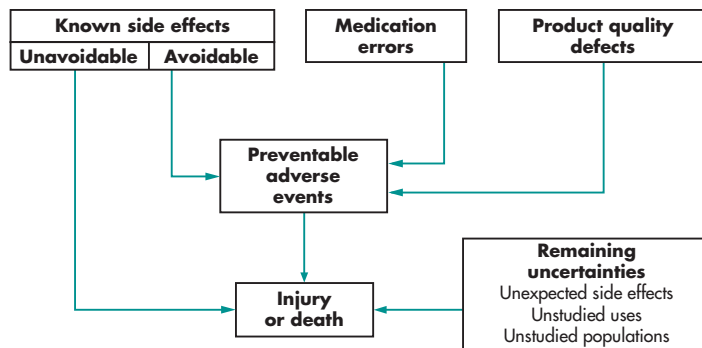 Known side effects
Unavoidable
Avoidable
Medication
errors
Product quality
defects
Preventable
adverse
events
Injury
or death
Remaining
uncertainties
Unexpected side effects
Unstudied uses
Unstudied populations